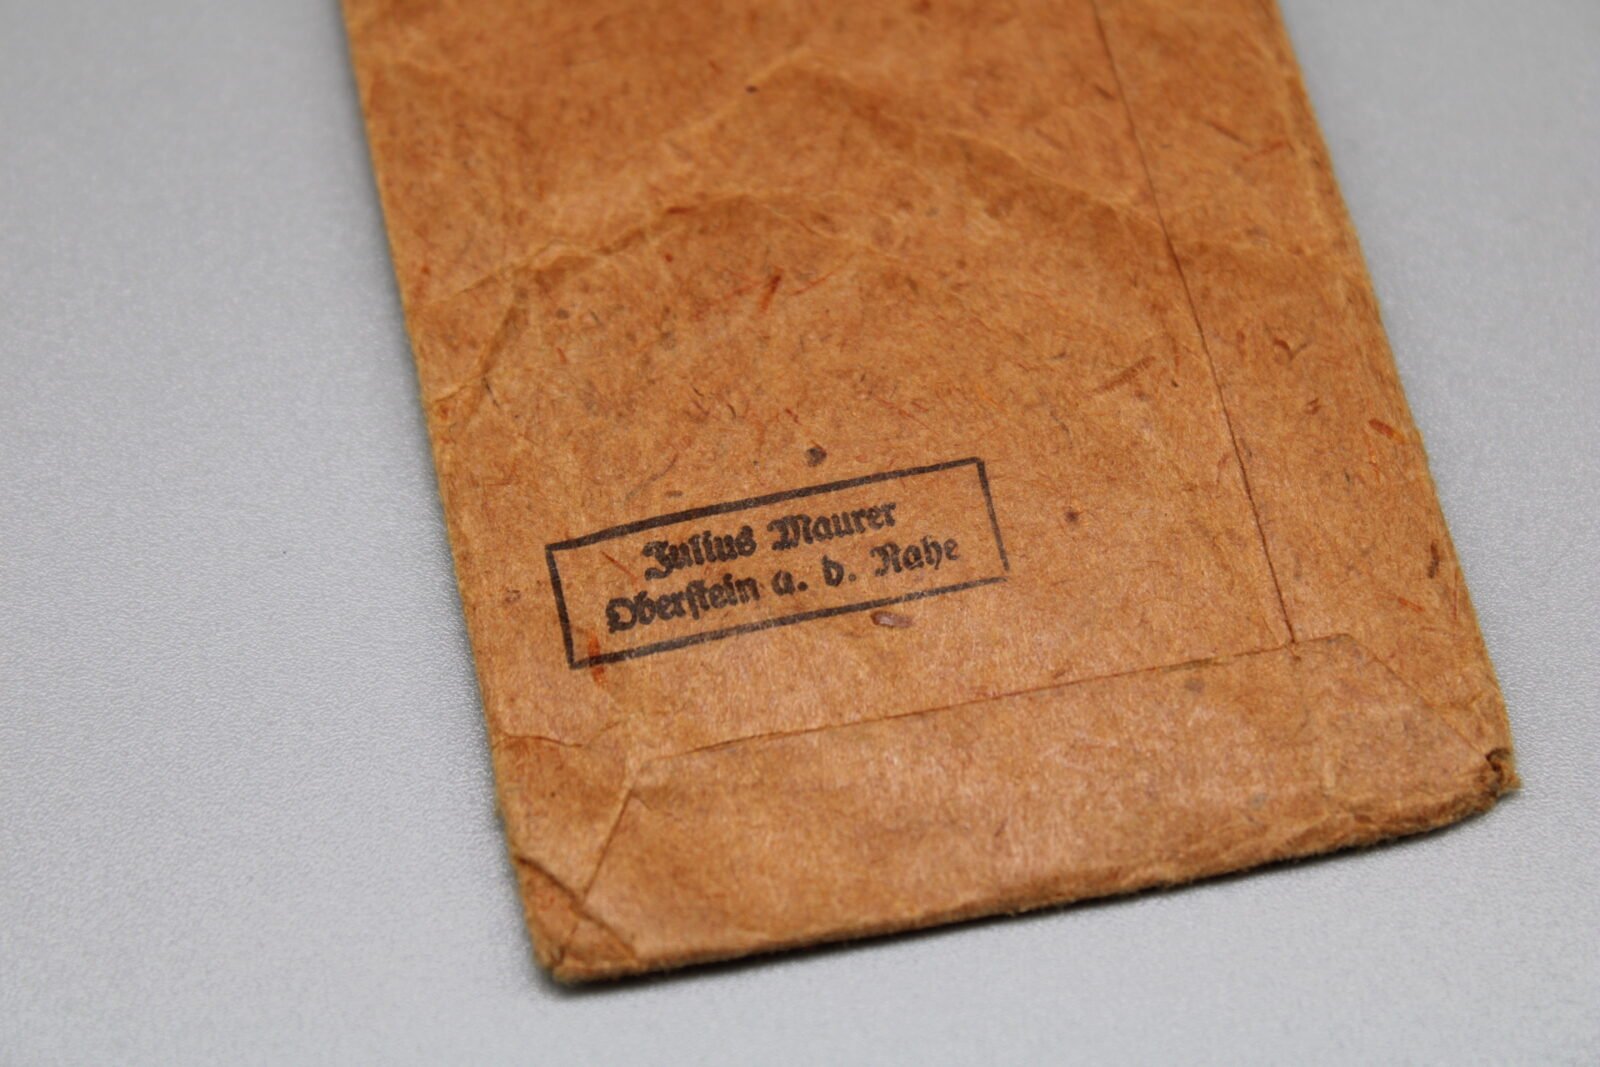 Julius Maurer
Oberstein a. d. Nahe